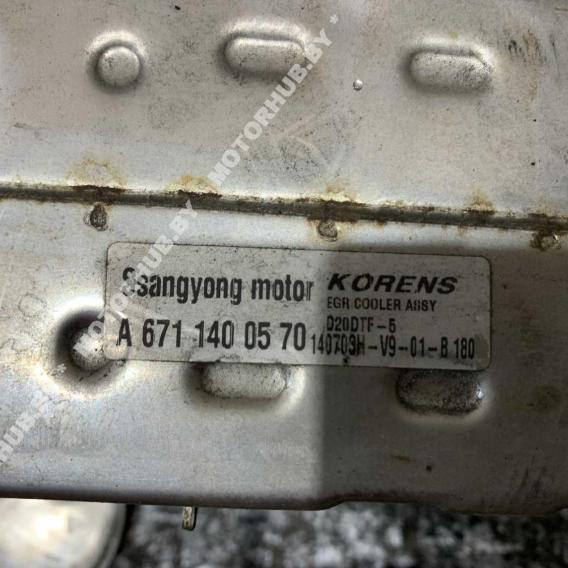 MOTORHUB.BY * MOTORHUB.BY *
Ssangyong motor KORENS
EGR COOLER ASSY
A 671 140 05 70
D20DTF-5
140703H-V9-01-B 180